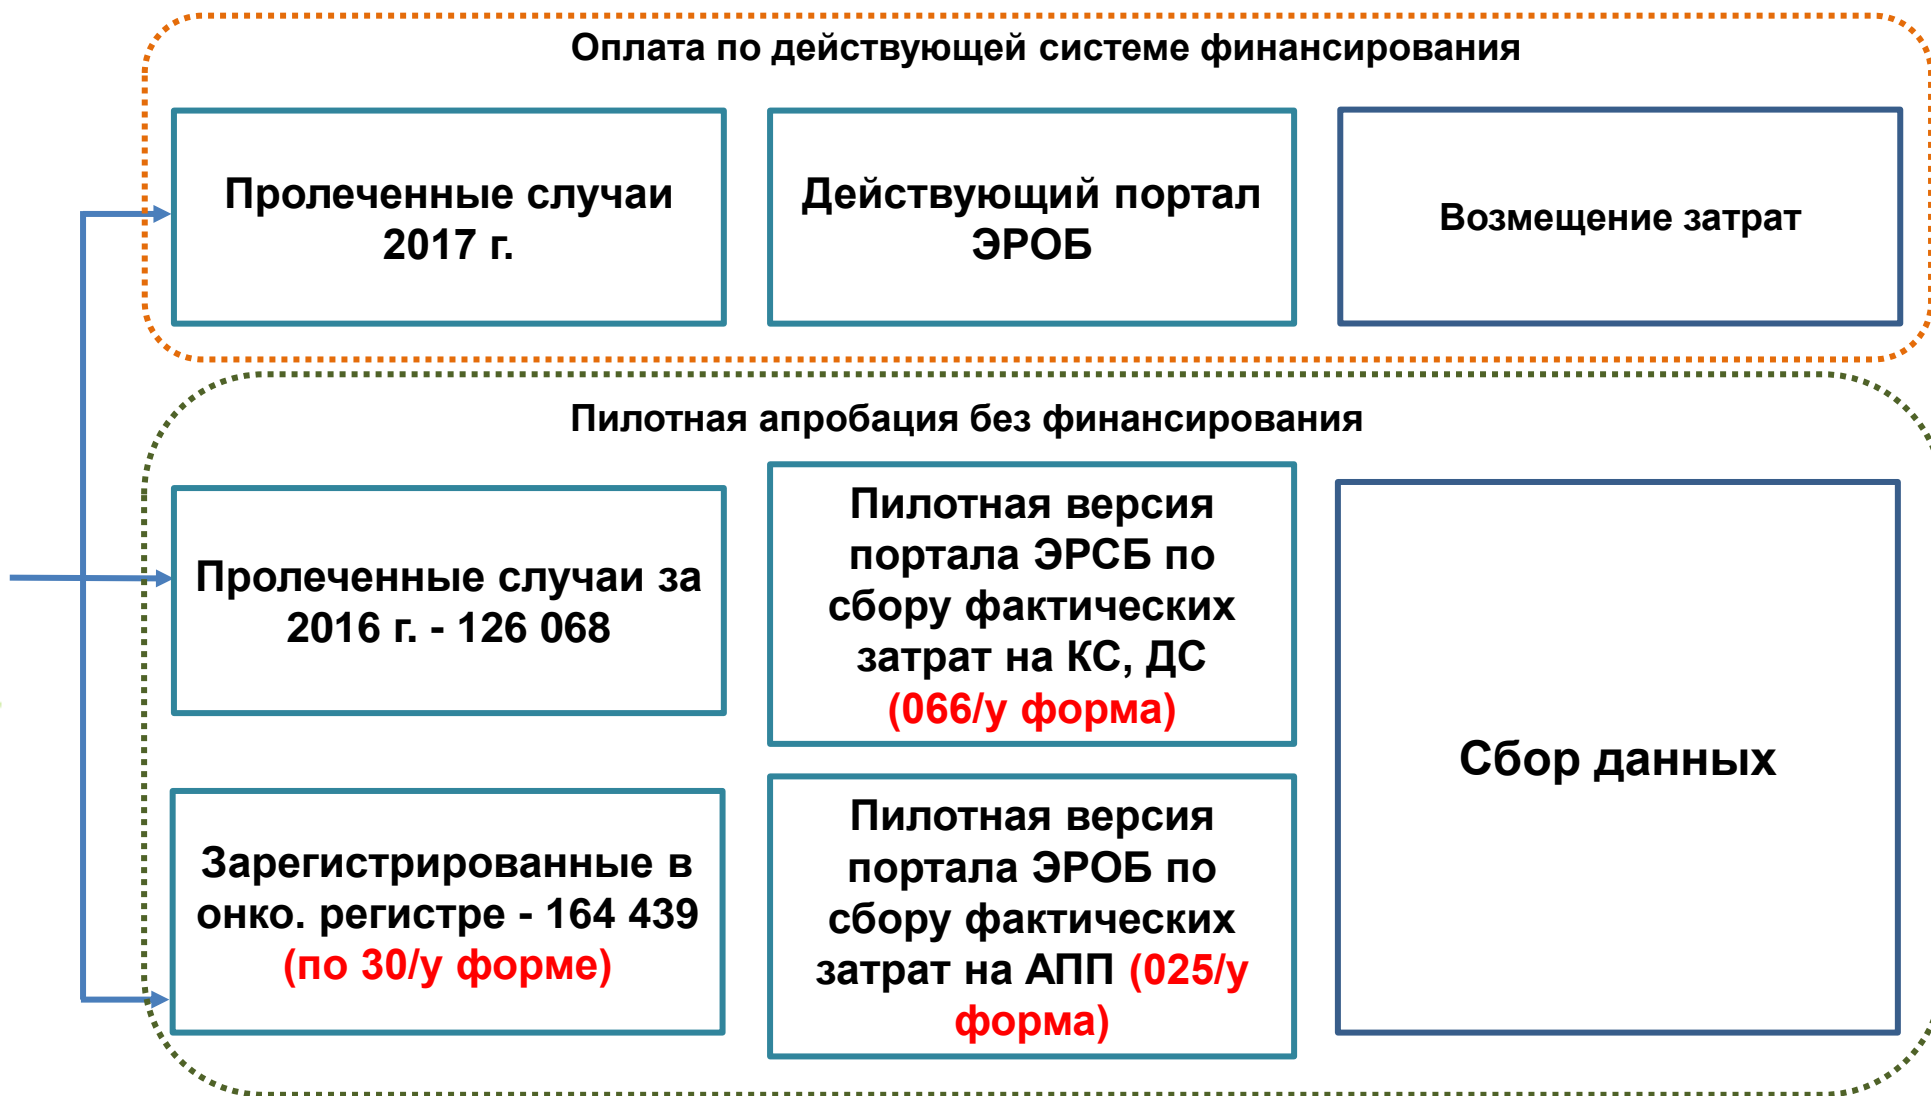 Оплата по действующей системе финансирования
Пролеченные случаи
2017 г.
Действующий портал
ЭРОБ
Возмещение затрат
Пилотная апробация без финансирования
Пролеченные случаи за
2016 г. - 126 068
Пилотная версия
портала ЭРСБ по
сбору фактических
затрат на КС, ДС
(066/у форма)
Сбор данных
Зарегистрированные в
онко. регистре - 164 439
(по 30/у форме)
Пилотная версия
портала ЭРОБ по
сбору фактических
затрат на АПП (025/у
форма)